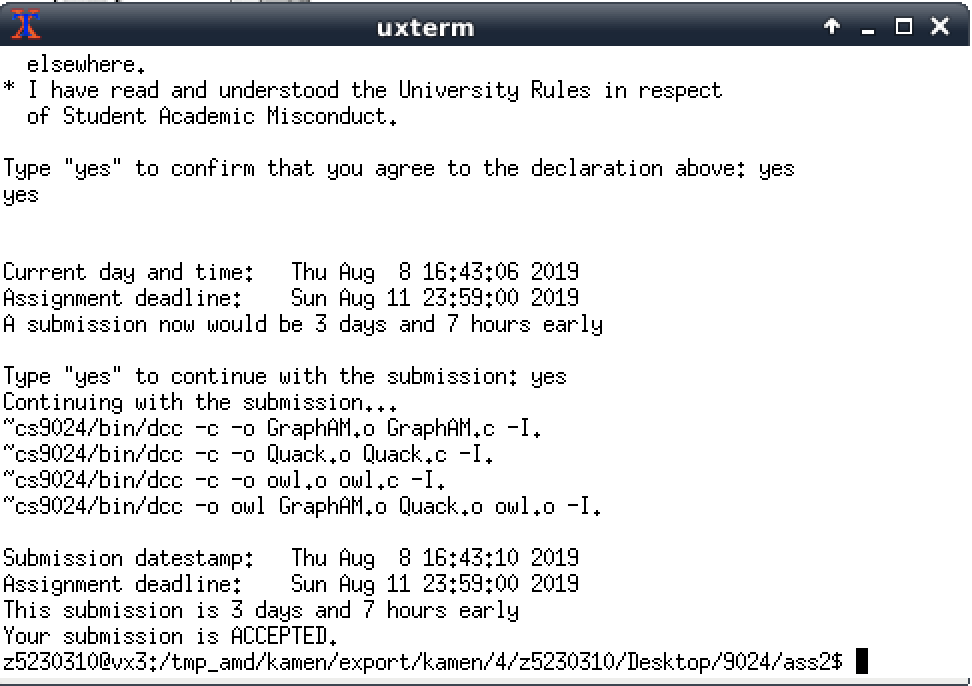 uxterm
elsewhere.
* I have read and understood the University Rules in respect
of Student Academic Misconduct.
Type "yes" to confirm that you agree to the declaration above: yes
yes
Current day and time:   Thu Aug  8 16:43:06 2019
Assignment deadline:    Sun Aug 11 23:59:00 2019
A submission now would be 3 days and 7 hours early
Type "yes" to continue with the submission: yes
Continuing with the submission...
~cs9024/bin/dcc -c -o GraphAM.o GraphAM.c -I.
~cs9024/bin/dcc -c -o Quack.o Quack.c -I.
~cs9024/bin/dcc -c -o owl.o owl.c -I.
~cs9024/bin/dcc -o owl GraphAM.o Quack.o owl.o -I.
Submission datestamp:   Thu Aug  8 16:43:10 2019
Assignment deadline:    Sun Aug 11 23:59:00 2019
This submission is 3 days and 7 hours early
Your submission is ACCEPTED.
z5230310@vx3:/tmp_amd/kamen/export/kamen/4/z5230310/Desktop/9024/ass2$